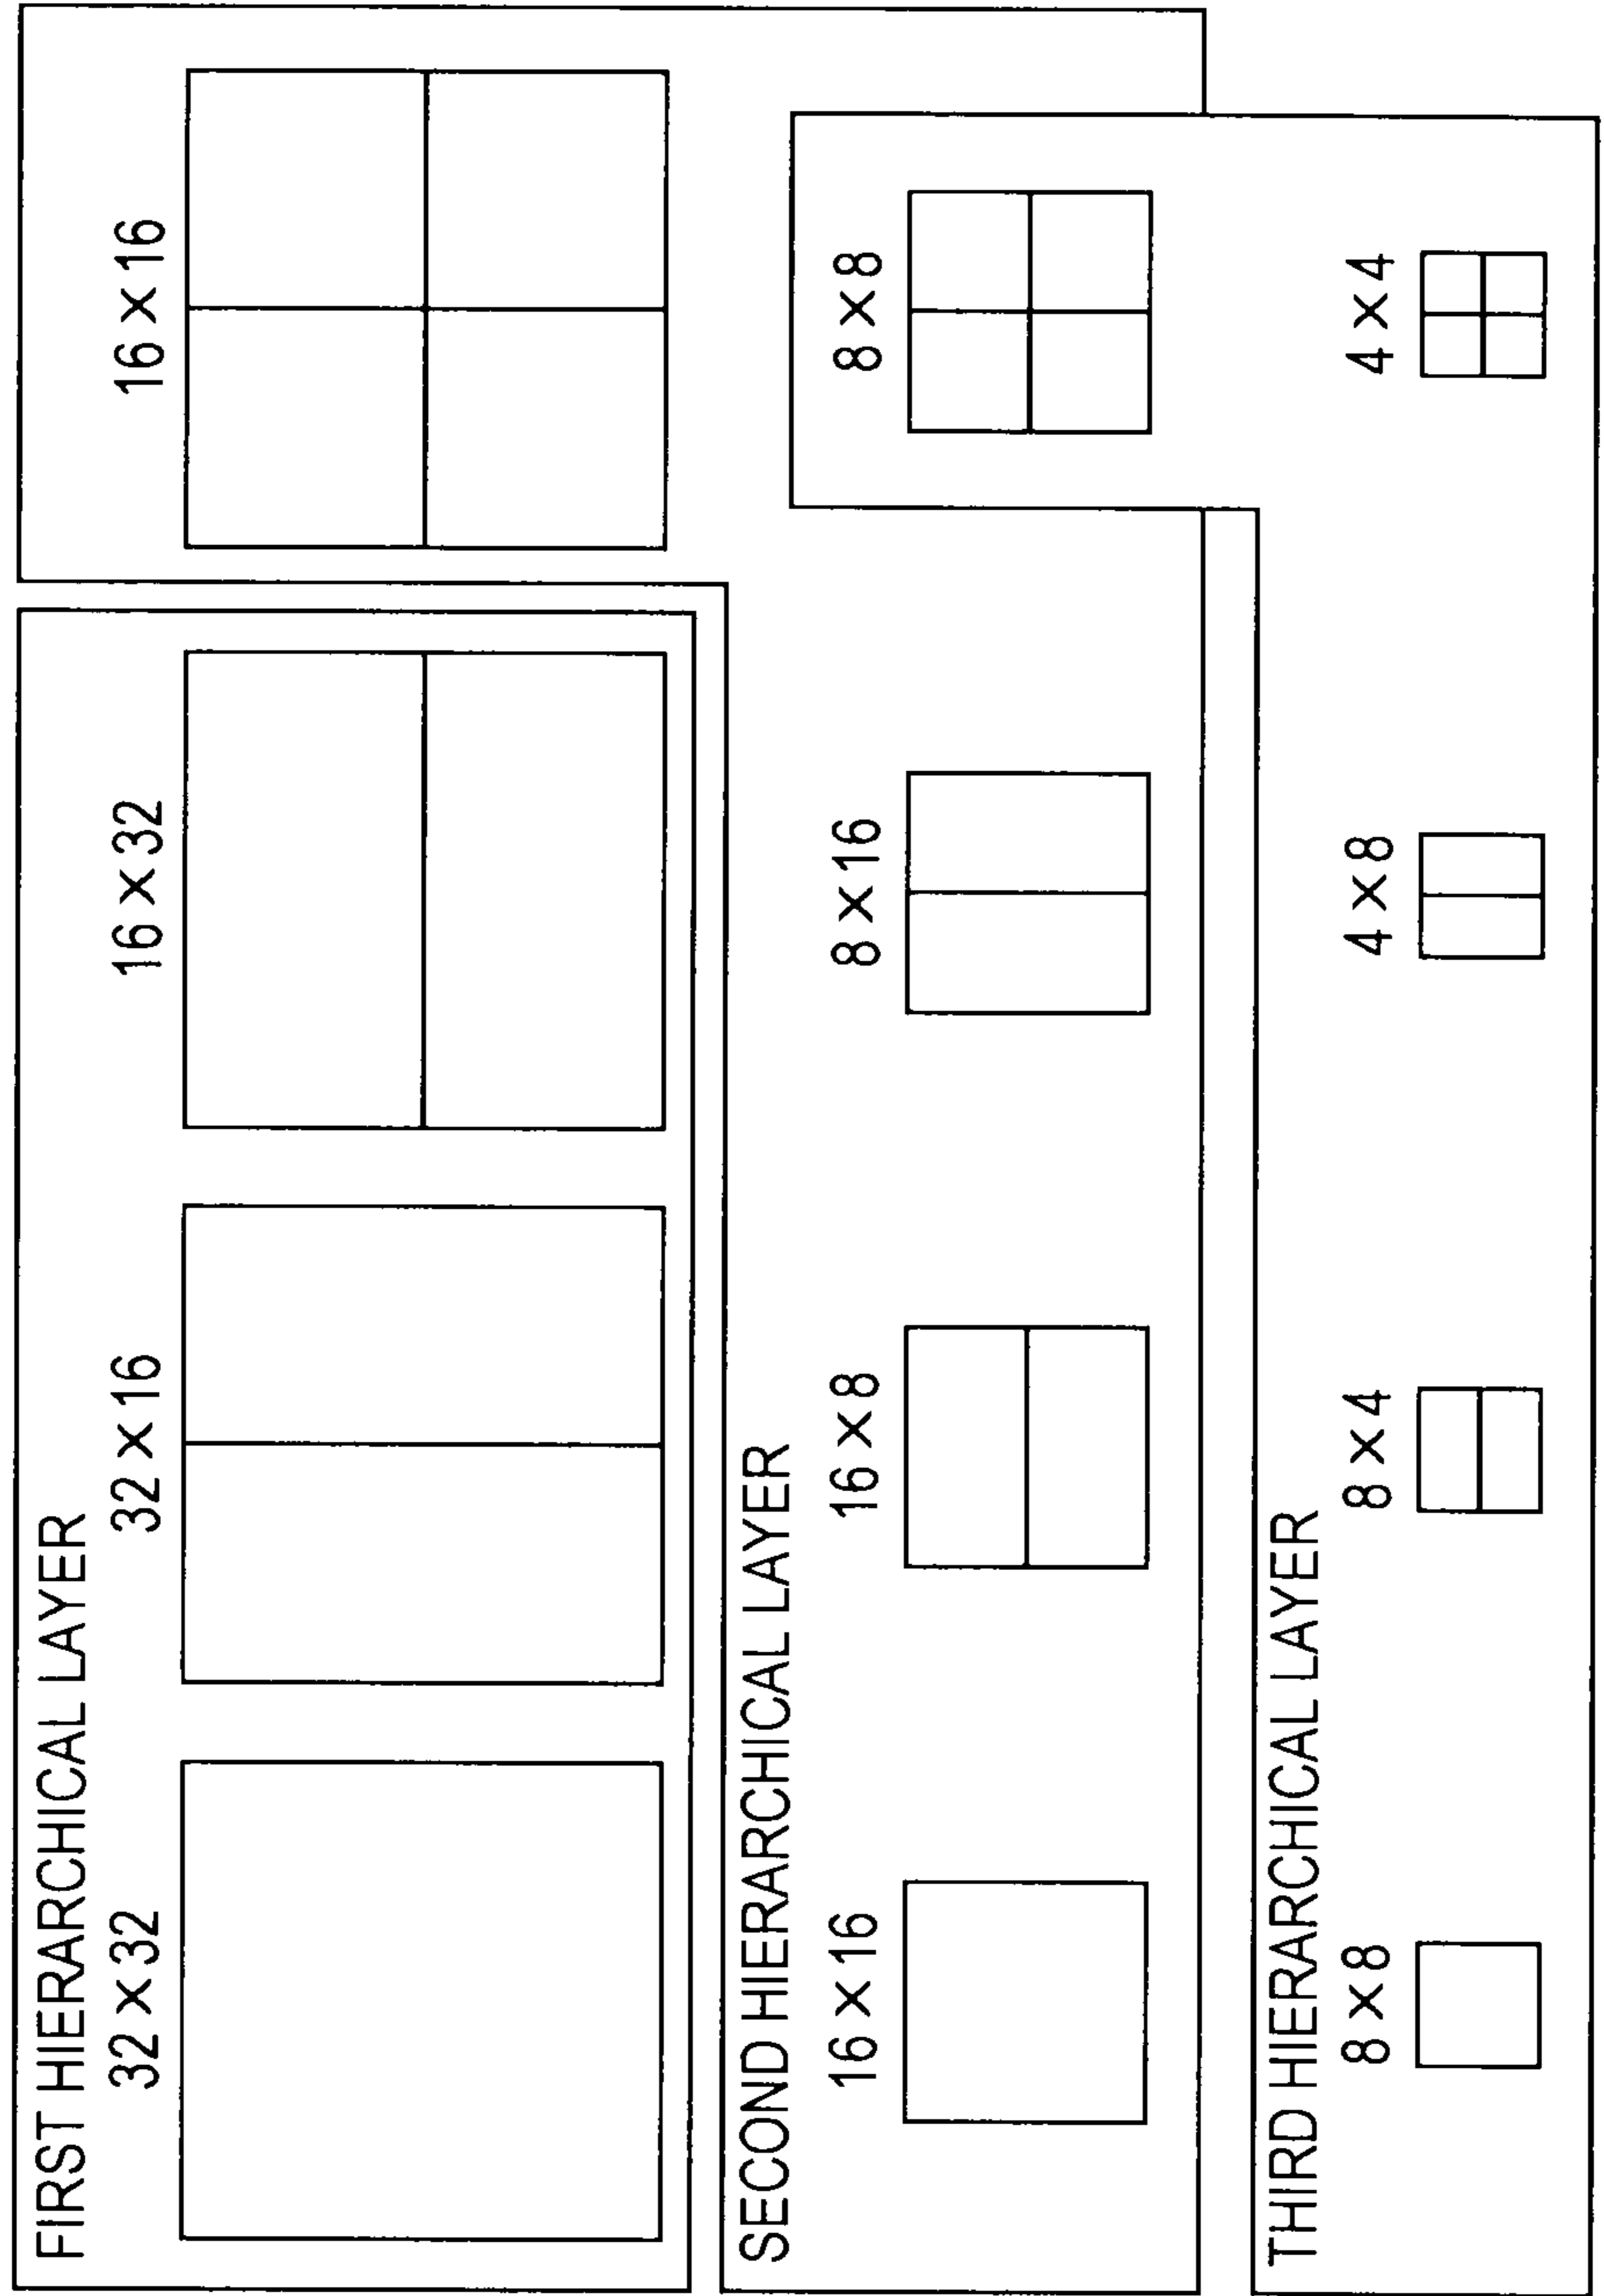 FIRST HIERARCHICAL LAYER
32×32 32×16 16×32 16×16
SECOND HIERARCHICAL LAYER
16×16 16×8 8×16 8×8
THIRD HIERARCHICAL LAYER
8×8 8×4 4×8 4×4